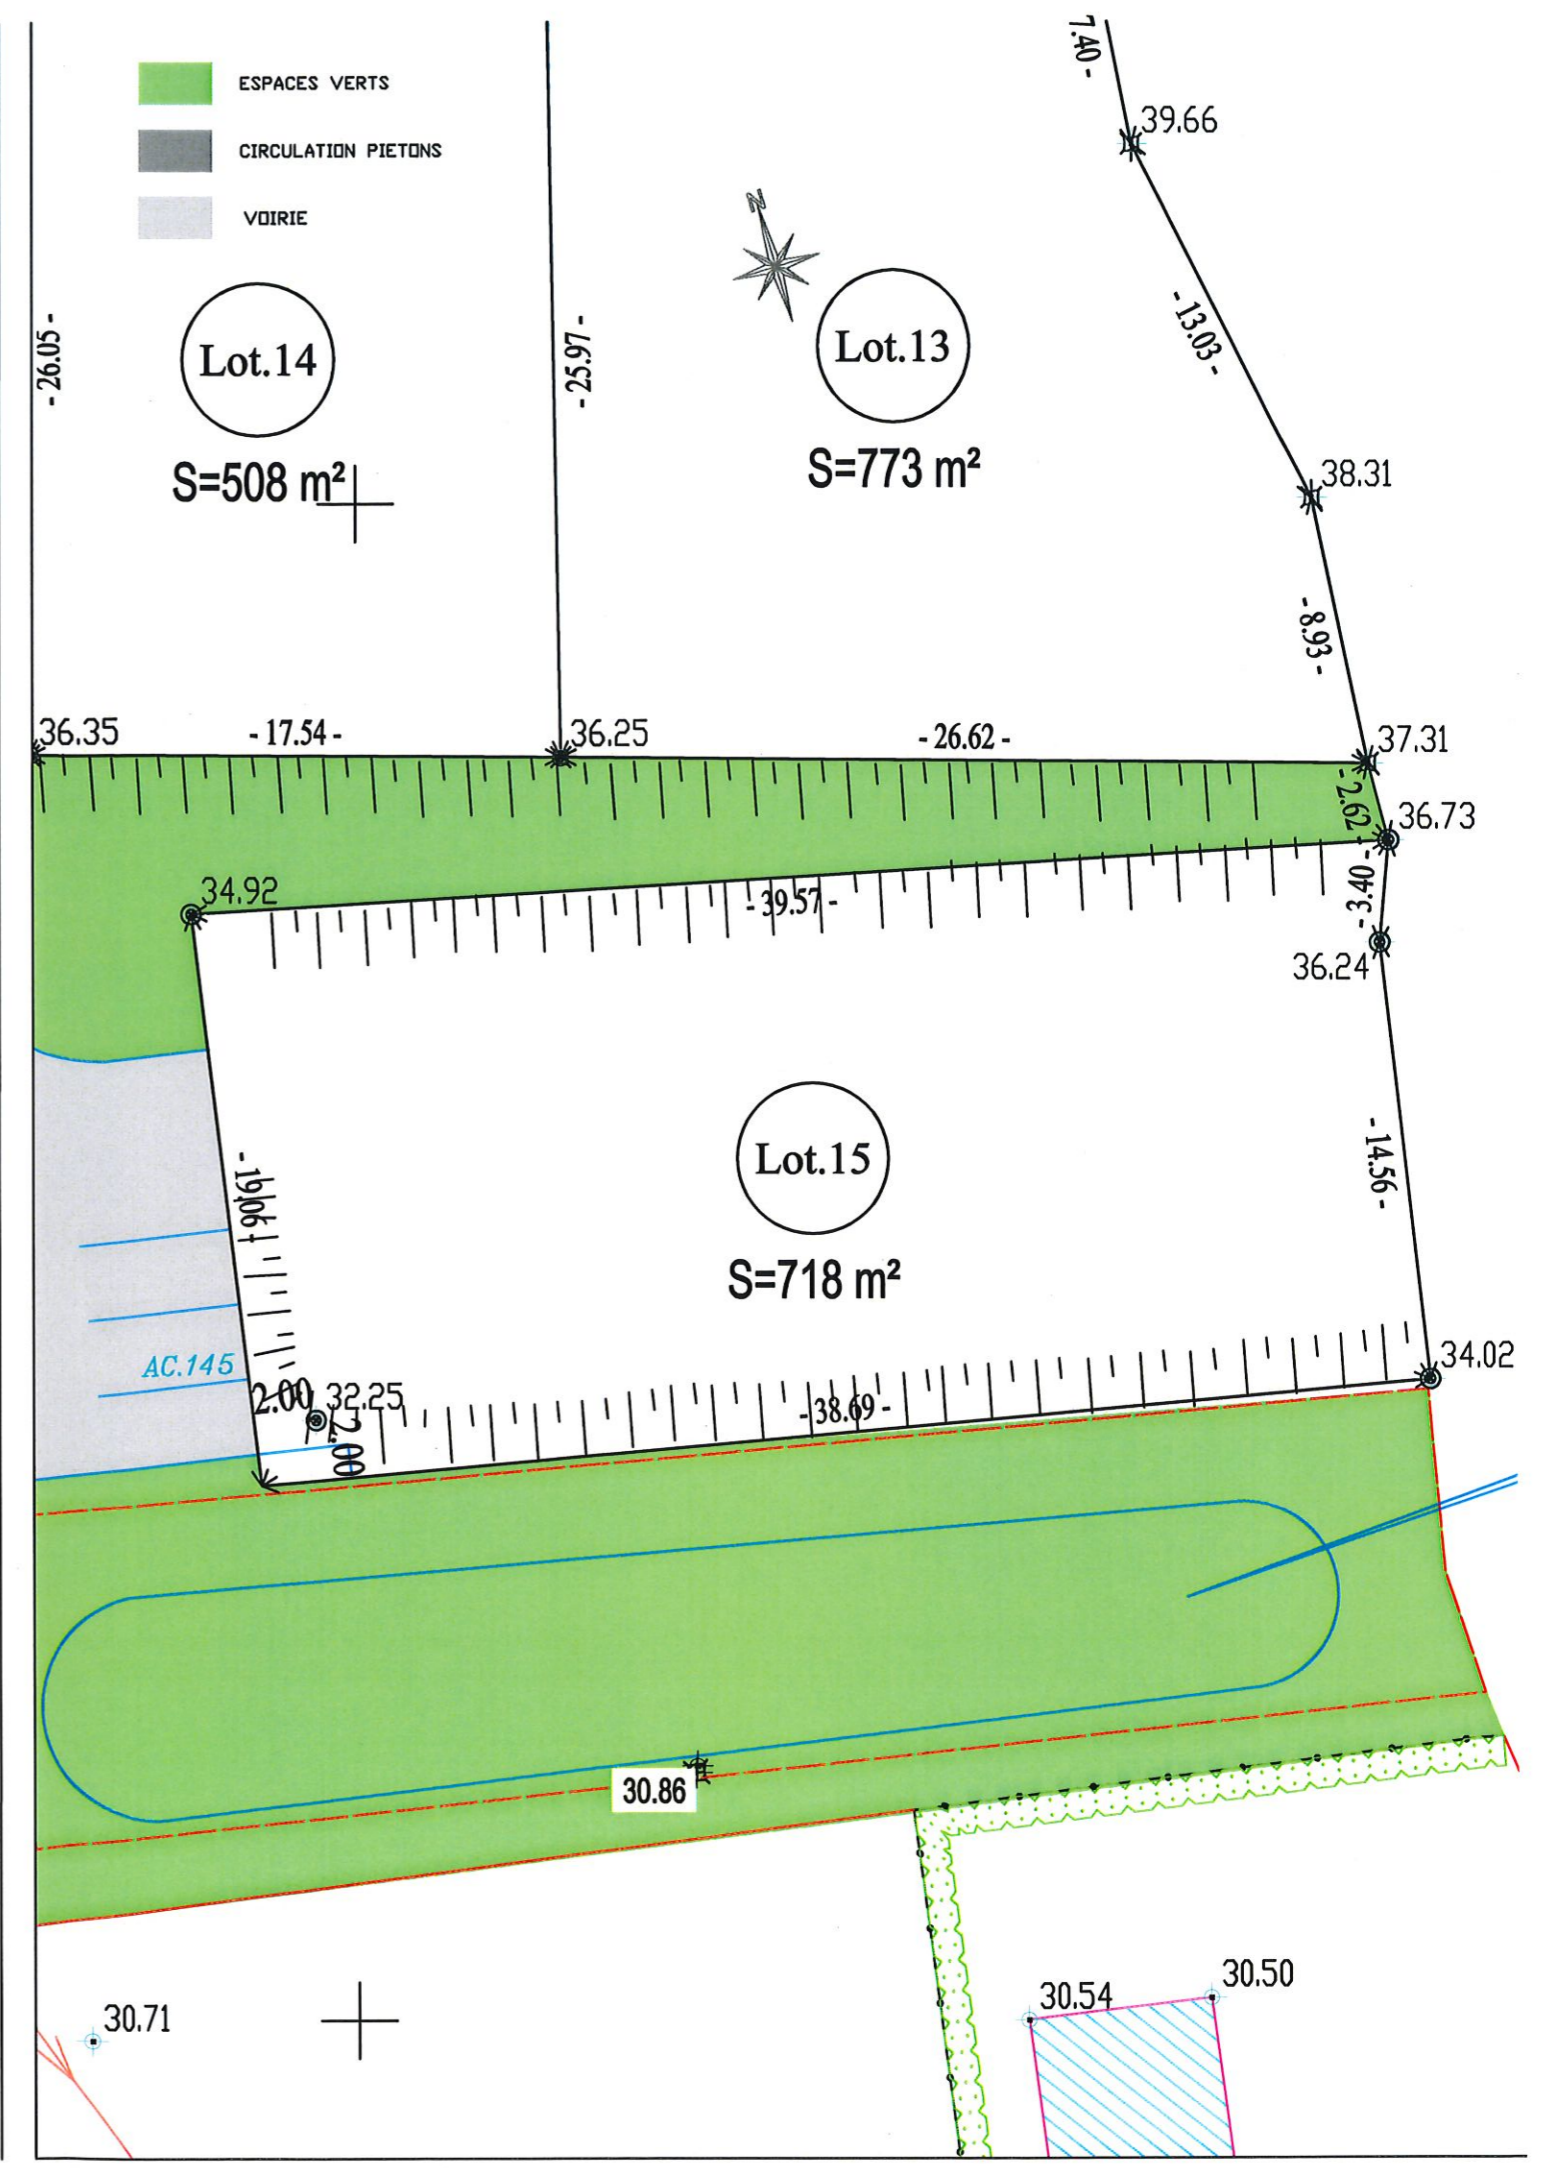 7.40 -
ESPACES VERTS
39.66
CIRCULATION PIETONS
N
VOIRIE
- 26.05 -
Lot.14
- 25.97 -
Lot.13
- 13.03 -
S=508 m²
S=773 m²
38.31
- 8.93 -
36.35
- 17.54 -
36.25
- 26.62 -
37.31
- 2.62 -
36.73
34.92
- 39.57 -
- 3.40 -
36.24
- 19.06 -
Lot.15
- 14.56 -
S=718 m²
AC.145
34.02
2.00
32.25
2.00
- 38.69 -
30.86
30.71
30.54
30.50